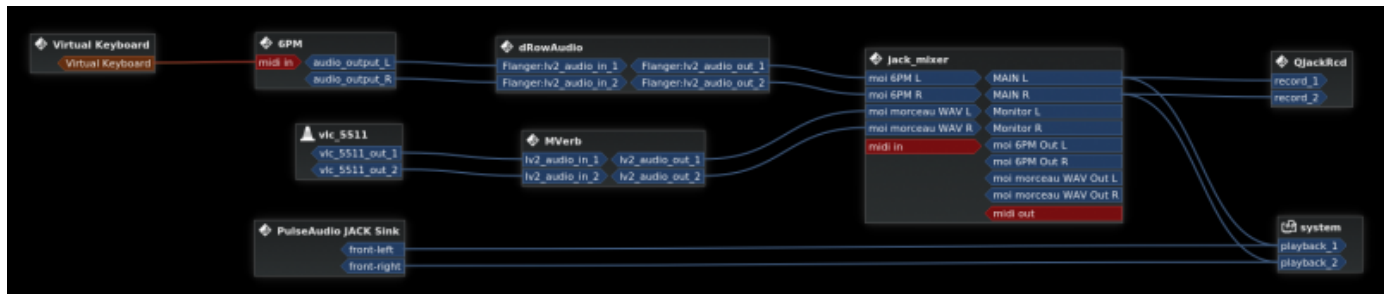 Virtual Keyboard
Virtual Keyboard
6PM
midi in audio_output_L
audio_output_R
dRowAudio
Flanger:lv2_audio_in_1 Flanger:lv2_audio_out_1
Flanger:lv2_audio_in_2 Flanger:lv2_audio_out_2
vlc_5511
vlc_5511_out_1
vlc_5511_out_2
MVerb
lv2_audio_in_1 lv2_audio_out_1
lv2_audio_in_2 lv2_audio_out_2
PulseAudio JACK Sink
front-left
front-right
Jack_mixer
moi 6PM L MAIN L
moi 6PM R MAIN R
moi morceau WAV L Monitor L
moi morceau WAV R Monitor R
midi in moi 6PM Out L
moi 6PM Out R
moi morceau WAV Out L
moi morceau WAV Out R
midi out
QJackRcd
record_1
record_2
system
playback_1
playback_2